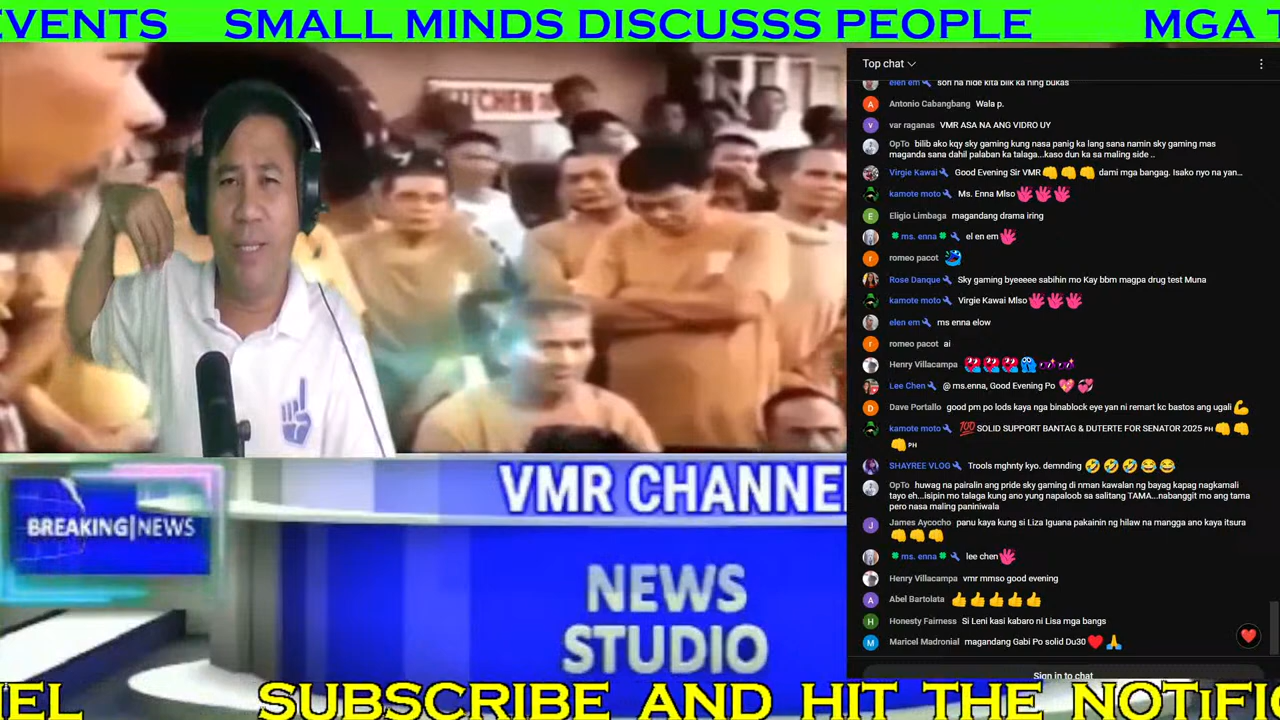 EVENTS SMALL MINDS DISCUSSS PEOPLE MGA T
KITCHEN
BREAKING|NEWS
VMR CHANNE
NEWS
STUDIO
Top chat
elen em sori na hide kita blik ka ning bukas
Antonio Cabangbang Wala p.
var raganas VMR ASA NA ANG VIDRO UY
OpTo bilib ako kqy sky gaming kung nasa panig ka lang sana namin sky gaming mas
maganda sana dahil palaban ka talaga...kaso dun ka sa maling side ..
Virgie Kawai Good Evening Sir VMR👊👊👊 dami mga bangag. Isako nyo na yan...
kamote moto Ms. Enna Mlso
ms. enna el en em
Eligio Limbaga magandang drama iring
romeo pacot
Rose Danque Sky gaming byeeeee sabihin mo Kay bbm magpa drug test Muna
kamote moto Virgie Kawai Mlso
elen em ms enna elow
romeo pacot ai
Henry Villacampa
Lee Chen @ ms.enna, Good Evening Po 💖💞
Dave Portallo good pm po lods kaya nga binablock eye yan ni remart kc bastos ang ugali💪
kamote moto 💯SOLID SUPPORT BANTAG & DUTERTE FOR SENATOR 2025 PH👊👊
👊PH
SHAYREE VLOG Trools mghnty kyo. demnding 🤣🤣🤣😂😂
OpTo huwag na pairalin ang pride sky gaming di nman kawalan ng bayag kapag nagkamali
tayo eh...isipin mo talaga kung ano yung napaloob sa salitang TAMA...nabanggit mo ang tama
pero nasa maling paniniwala
James Aycocho panu kaya kung si Liza Iguana pakainin ng hilaw na mangga ano kaya itsura
👊👊👊
ms. enna lee chen
Henry Villacampa vmr mmso good evening
Abel Bartolata 👍👍👍👍👍
Honesty Fairness Si Leni kasi kabaro ni Lisa mga bangs
Maricel Madronial magandang Gabi Po solid Du30❤️🙏
Sign in to chat
NEL SUBSCRIBE AND HIT THE NOTIFIC